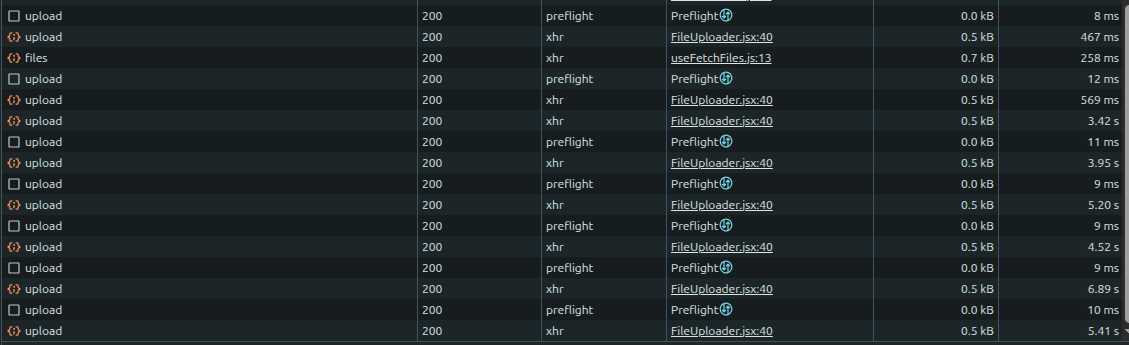 upload 200 preflight Preflight 0.0 kB 8 ms
upload 200 xhr FileUploader.jsx:40 0.5 kB 467 ms
files 200 xhr useFetchFiles.js:13 0.7 kB 258 ms
upload 200 preflight Preflight 0.0 kB 12 ms
upload 200 xhr FileUploader.jsx:40 0.5 kB 569 ms
upload 200 xhr FileUploader.jsx:40 0.5 kB 3.42 s
upload 200 preflight Preflight 0.0 kB 11 ms
upload 200 xhr FileUploader.jsx:40 0.5 kB 3.95 s
upload 200 preflight Preflight 0.0 kB 9 ms
upload 200 xhr FileUploader.jsx:40 0.5 kB 5.20 s
upload 200 preflight Preflight 0.0 kB 9 ms
upload 200 xhr FileUploader.jsx:40 0.5 kB 4.52 s
upload 200 preflight Preflight 0.0 kB 9 ms
upload 200 xhr FileUploader.jsx:40 0.5 kB 6.89 s
upload 200 preflight Preflight 0.0 kB 10 ms
upload 200 xhr FileUploader.jsx:40 0.5 kB 5.41 s